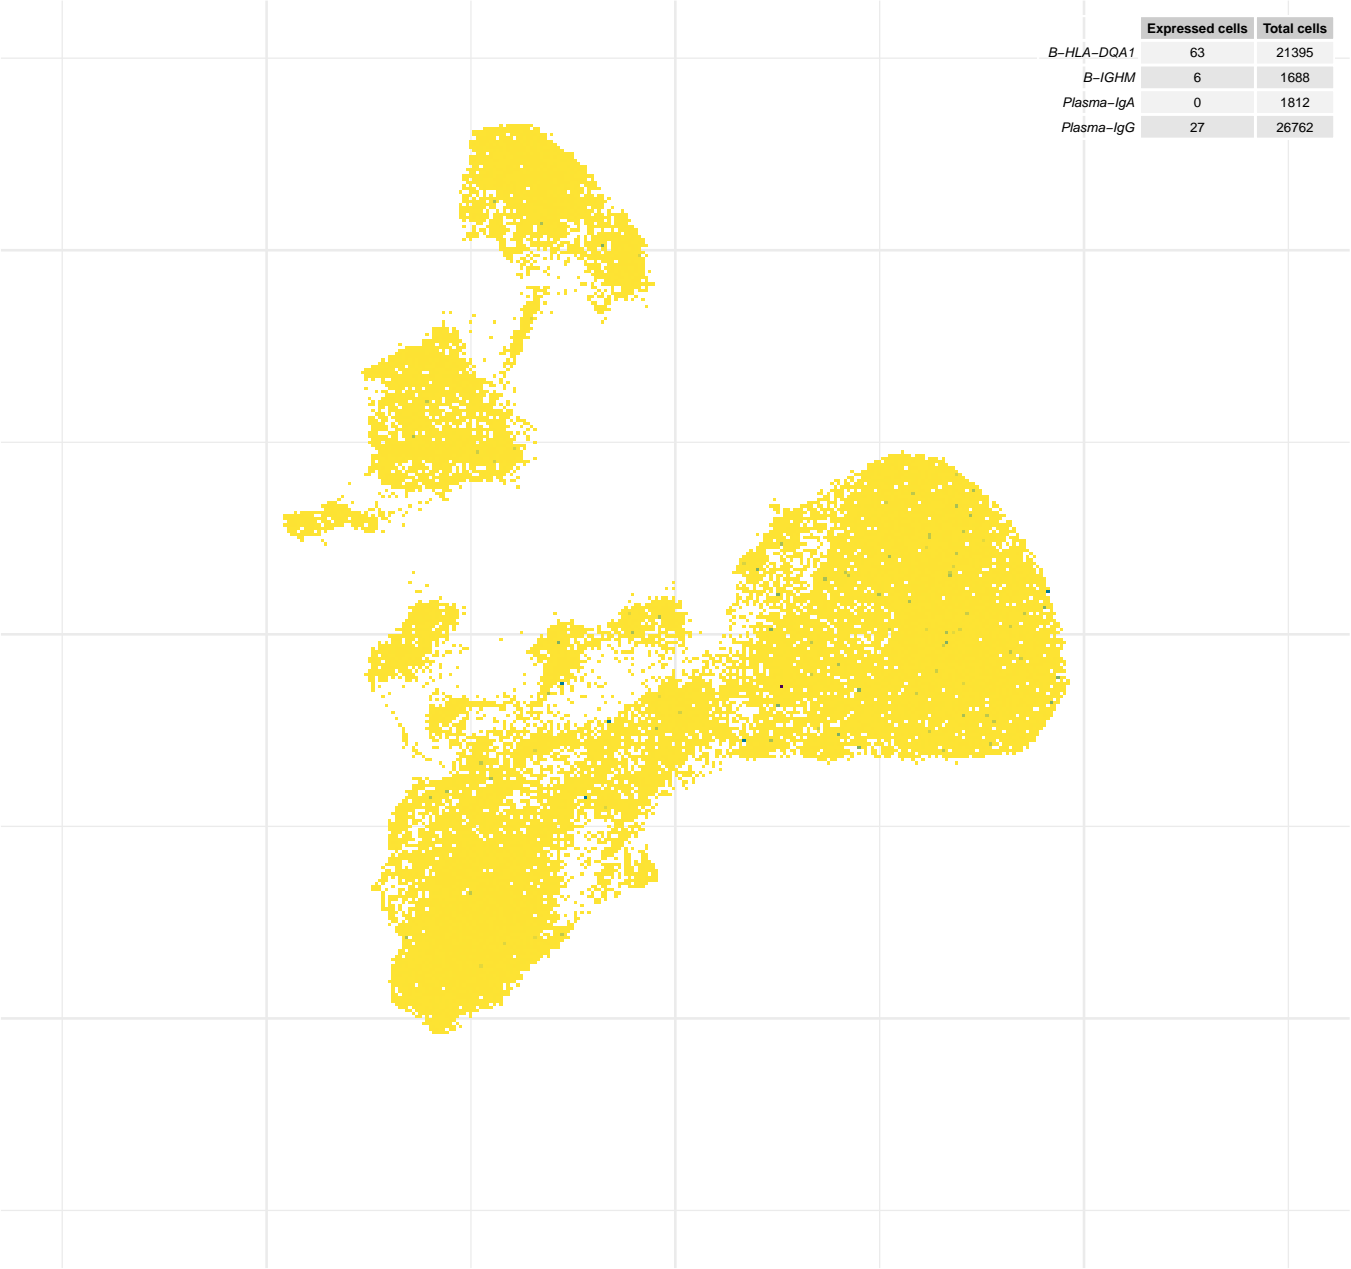 Expressed cells Total cells
B−HLA−DQA1 63 21395
B−IGHM 6 1688
Plasma−IgA 0 1812
Plasma−IgG 27 26762